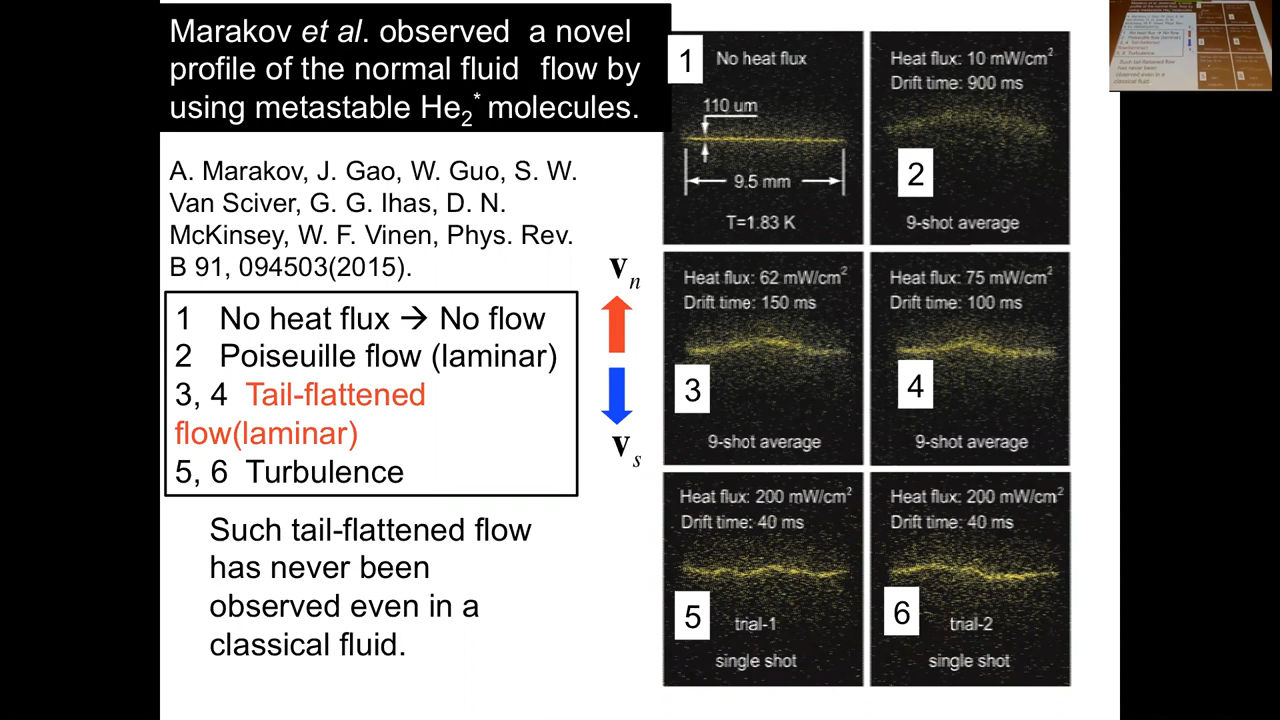 Marakov et al. observed a novel
profile of the normal fluid flow by
using metastable He2* molecules.
A. Marakov, J. Gao, W. Guo, S. W.
Van Sciver, G. G. Ihas, D. N.
McKinsey, W. F. Vinen, Phys. Rev.
B 91, 094503(2015).
1 No heat flux → No flow
2 Poiseuille flow (laminar)
3, 4 Tail-flattened
flow(laminar)
5, 6 Turbulence
Such tail-flattened flow
has never been
observed even in a
classical fluid.
vn
vs
1 No heat flux
110 um
9.5 mm
T=1.83 K
Heat flux: 10 mW/cm2
Drift time: 900 ms
2
9-shot average
Heat flux: 62 mW/cm2
Drift time: 150 ms
3
9-shot average
Heat flux: 75 mW/cm2
Drift time: 100 ms
4
9-shot average
Heat flux: 200 mW/cm2
Drift time: 40 ms
5 trial-1
single shot
Heat flux: 200 mW/cm2
Drift time: 40 ms
6 trial-2
single shot